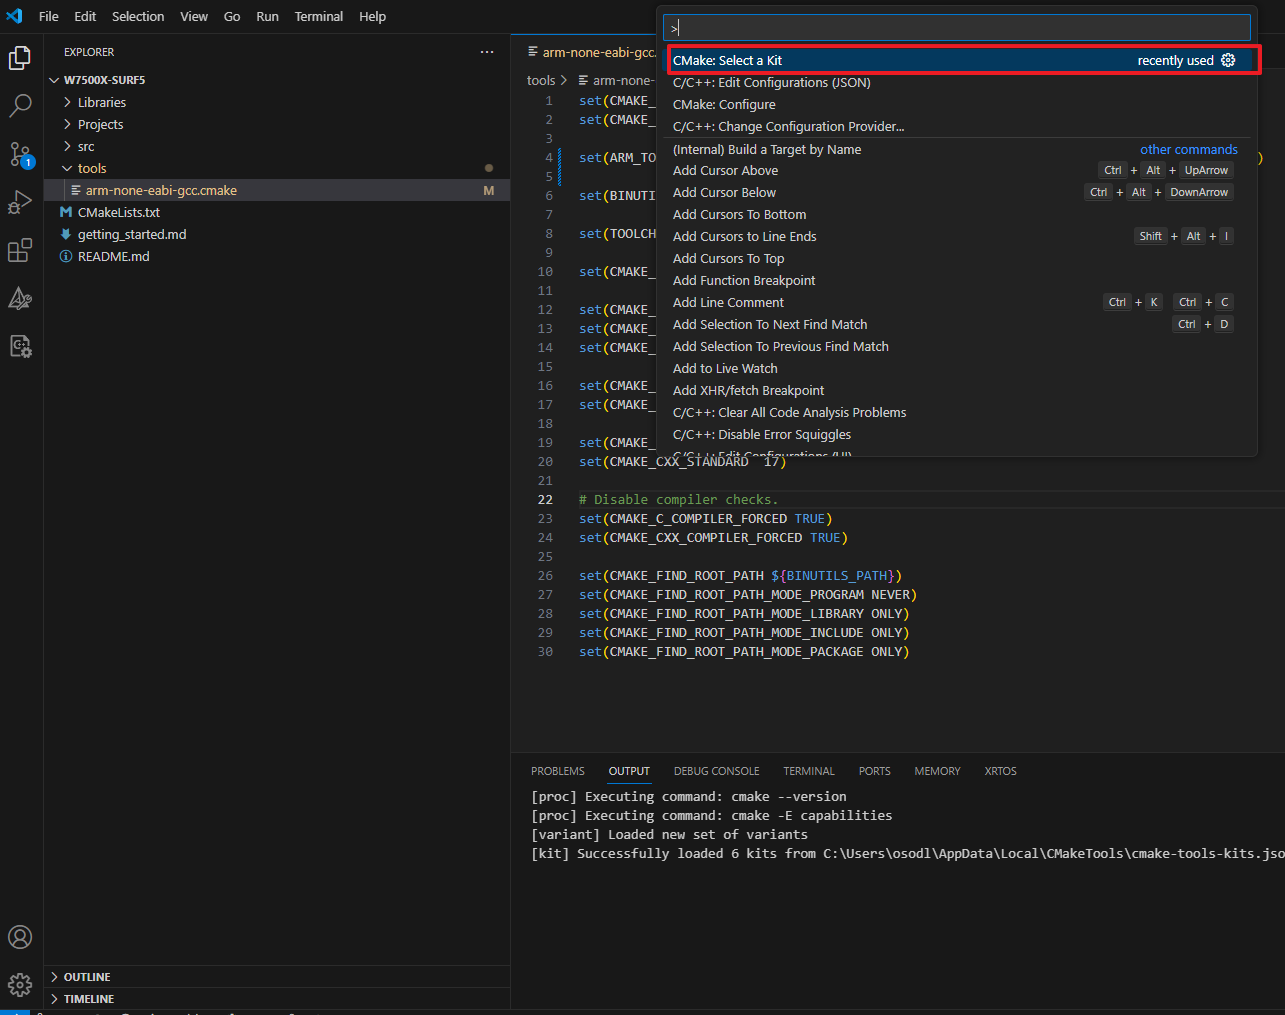 File Edit Selection View Go Run Terminal Help
>
EXPLORER
W7500X-SURF5
Libraries
Projects
src
tools
arm-none-eabi-gcc.cmake M
CMakeLists.txt
getting_started.md
README.md
1
OUTLINE
TIMELINE
arm-none-eabi-gcc.
tools > arm-none-
CMake: Select a Kit recently used
C/C++: Edit Configurations (JSON)
CMake: Configure
C/C++: Change Configuration Provider...
(Internal) Build a Target by Name other commands
Add Cursor Above Ctrl + Alt + UpArrow
Add Cursor Below Ctrl + Alt + DownArrow
Add Cursors To Bottom
Add Cursors to Line Ends Shift + Alt + I
Add Cursors To Top
Add Function Breakpoint
Add Line Comment Ctrl + K Ctrl + C
Add Selection To Next Find Match Ctrl + D
Add Selection To Previous Find Match
Add to Live Watch
Add XHR/fetch Breakpoint
C/C++: Clear All Code Analysis Problems
C/C++: Disable Error Squiggles
C/C++: Edit Configurations (UI)
1 set(CMAKE_
2 set(CMAKE_
3
4 set(ARM_TO )
5
6 set(BINUTI
7
8 set(TOOLCH
9
10 set(CMAKE_
11
12 set(CMAKE_
13 set(CMAKE_
14 set(CMAKE_
15
16 set(CMAKE_
17 set(CMAKE_
18
19 set(CMAKE_
20 set(CMAKE_CXX_STANDARD 17)
21
22 # Disable compiler checks.
23 set(CMAKE_C_COMPILER_FORCED TRUE)
24 set(CMAKE_CXX_COMPILER_FORCED TRUE)
25
26 set(CMAKE_FIND_ROOT_PATH ${BINUTILS_PATH})
27 set(CMAKE_FIND_ROOT_PATH_MODE_PROGRAM NEVER)
28 set(CMAKE_FIND_ROOT_PATH_MODE_LIBRARY ONLY)
29 set(CMAKE_FIND_ROOT_PATH_MODE_INCLUDE ONLY)
30 set(CMAKE_FIND_ROOT_PATH_MODE_PACKAGE ONLY)
PROBLEMS OUTPUT DEBUG CONSOLE TERMINAL PORTS MEMORY XRTOS
[proc] Executing command: cmake --version
[proc] Executing command: cmake -E capabilities
[variant] Loaded new set of variants
[kit] Successfully loaded 6 kits from C:\Users\osodl\AppData\Local\CMakeTools\cmake-tools-kits.jso